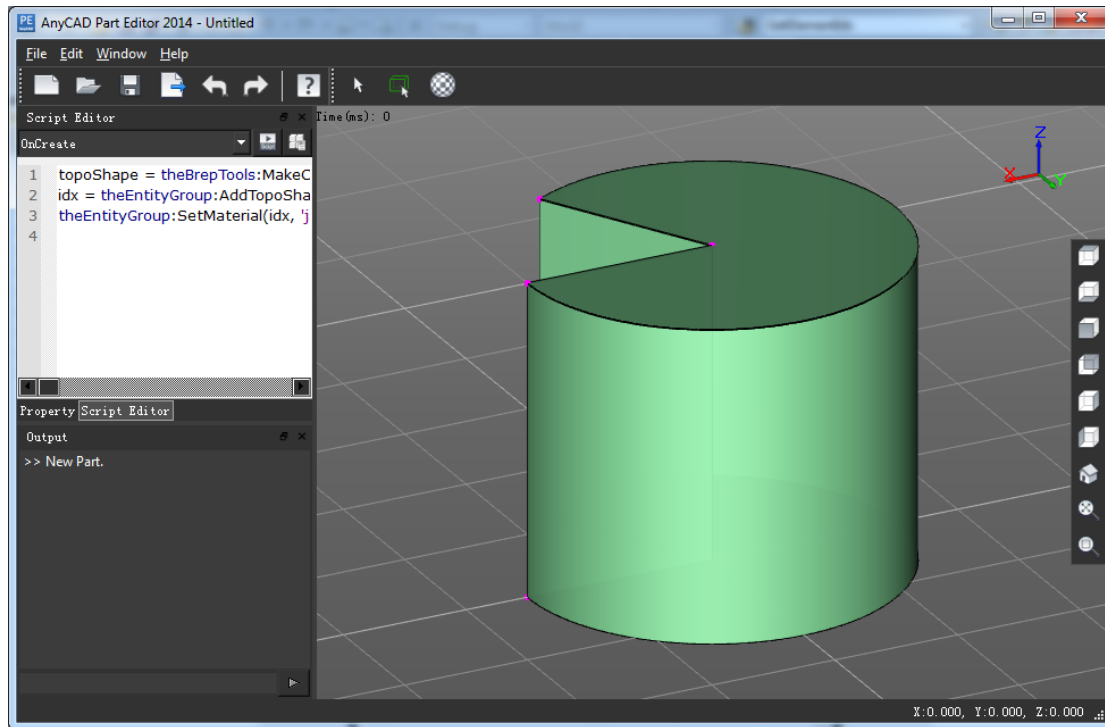 AnyCAD Part Editor 2014 - Untitled
File Edit Window Help
Script Editor
OnCreate
1 topoShape = theBrepTools:MakeC
2 idx = theEntityGroup:AddTopoSha
3 theEntityGroup:SetMaterial(idx, 'j
4
Property Script Editor
Output
>> New Part.
Time(ms): 0
Z
X
Y
X:0.000, Y:0.000, Z:0.000